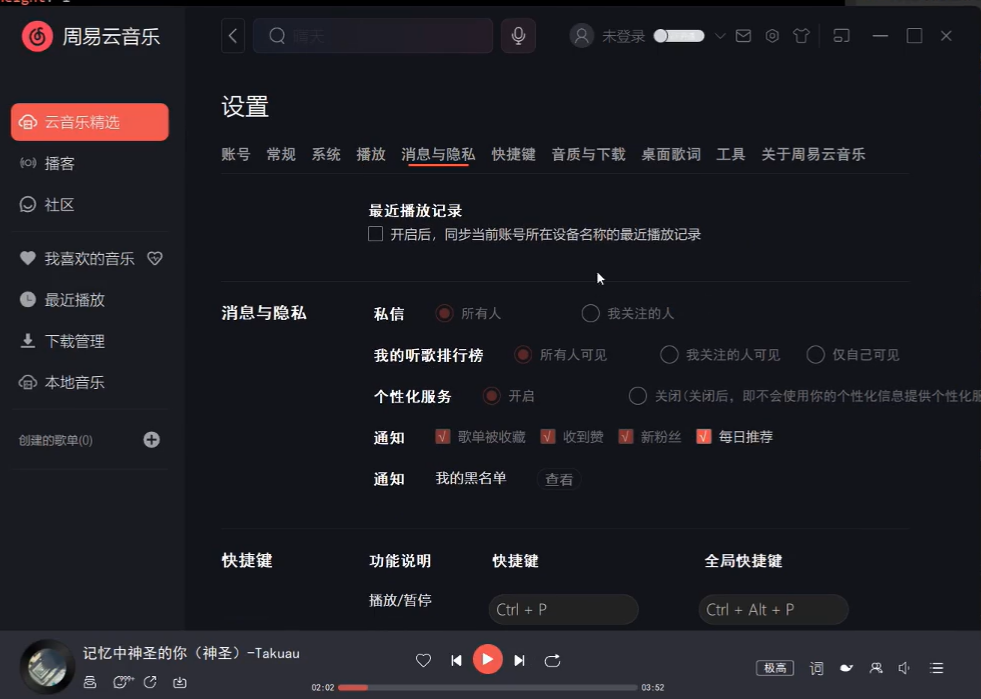 周易云音乐
未登录
设置
云音乐精选
账号 常规 系统 播放 消息与隐私 快捷键 音质与下载 桌面歌词 工具 关于周易云音乐
播客
社区
最近播放记录
开启后，同步当前账号所在设备名称的最近播放记录
我喜欢的音乐
最近播放
下载管理
本地音乐
创建的歌单(0)
消息与隐私 私信 所有人 我关注的人
我的听歌排行榜 所有人可见 我关注的人可见 仅自己可见
个性化服务 开启 关闭(关闭后，即不会使用你的个性化信息提供个性化服
通知 歌单被收藏 收到赞 新粉丝 每日推荐
通知 我的黑名单 查看
快捷键 功能说明 快捷键 全局快捷键
播放/暂停 Ctrl + P Ctrl + Alt + P
记忆中神圣的你（神圣）-Takuau
02:02 03:52
极高 词